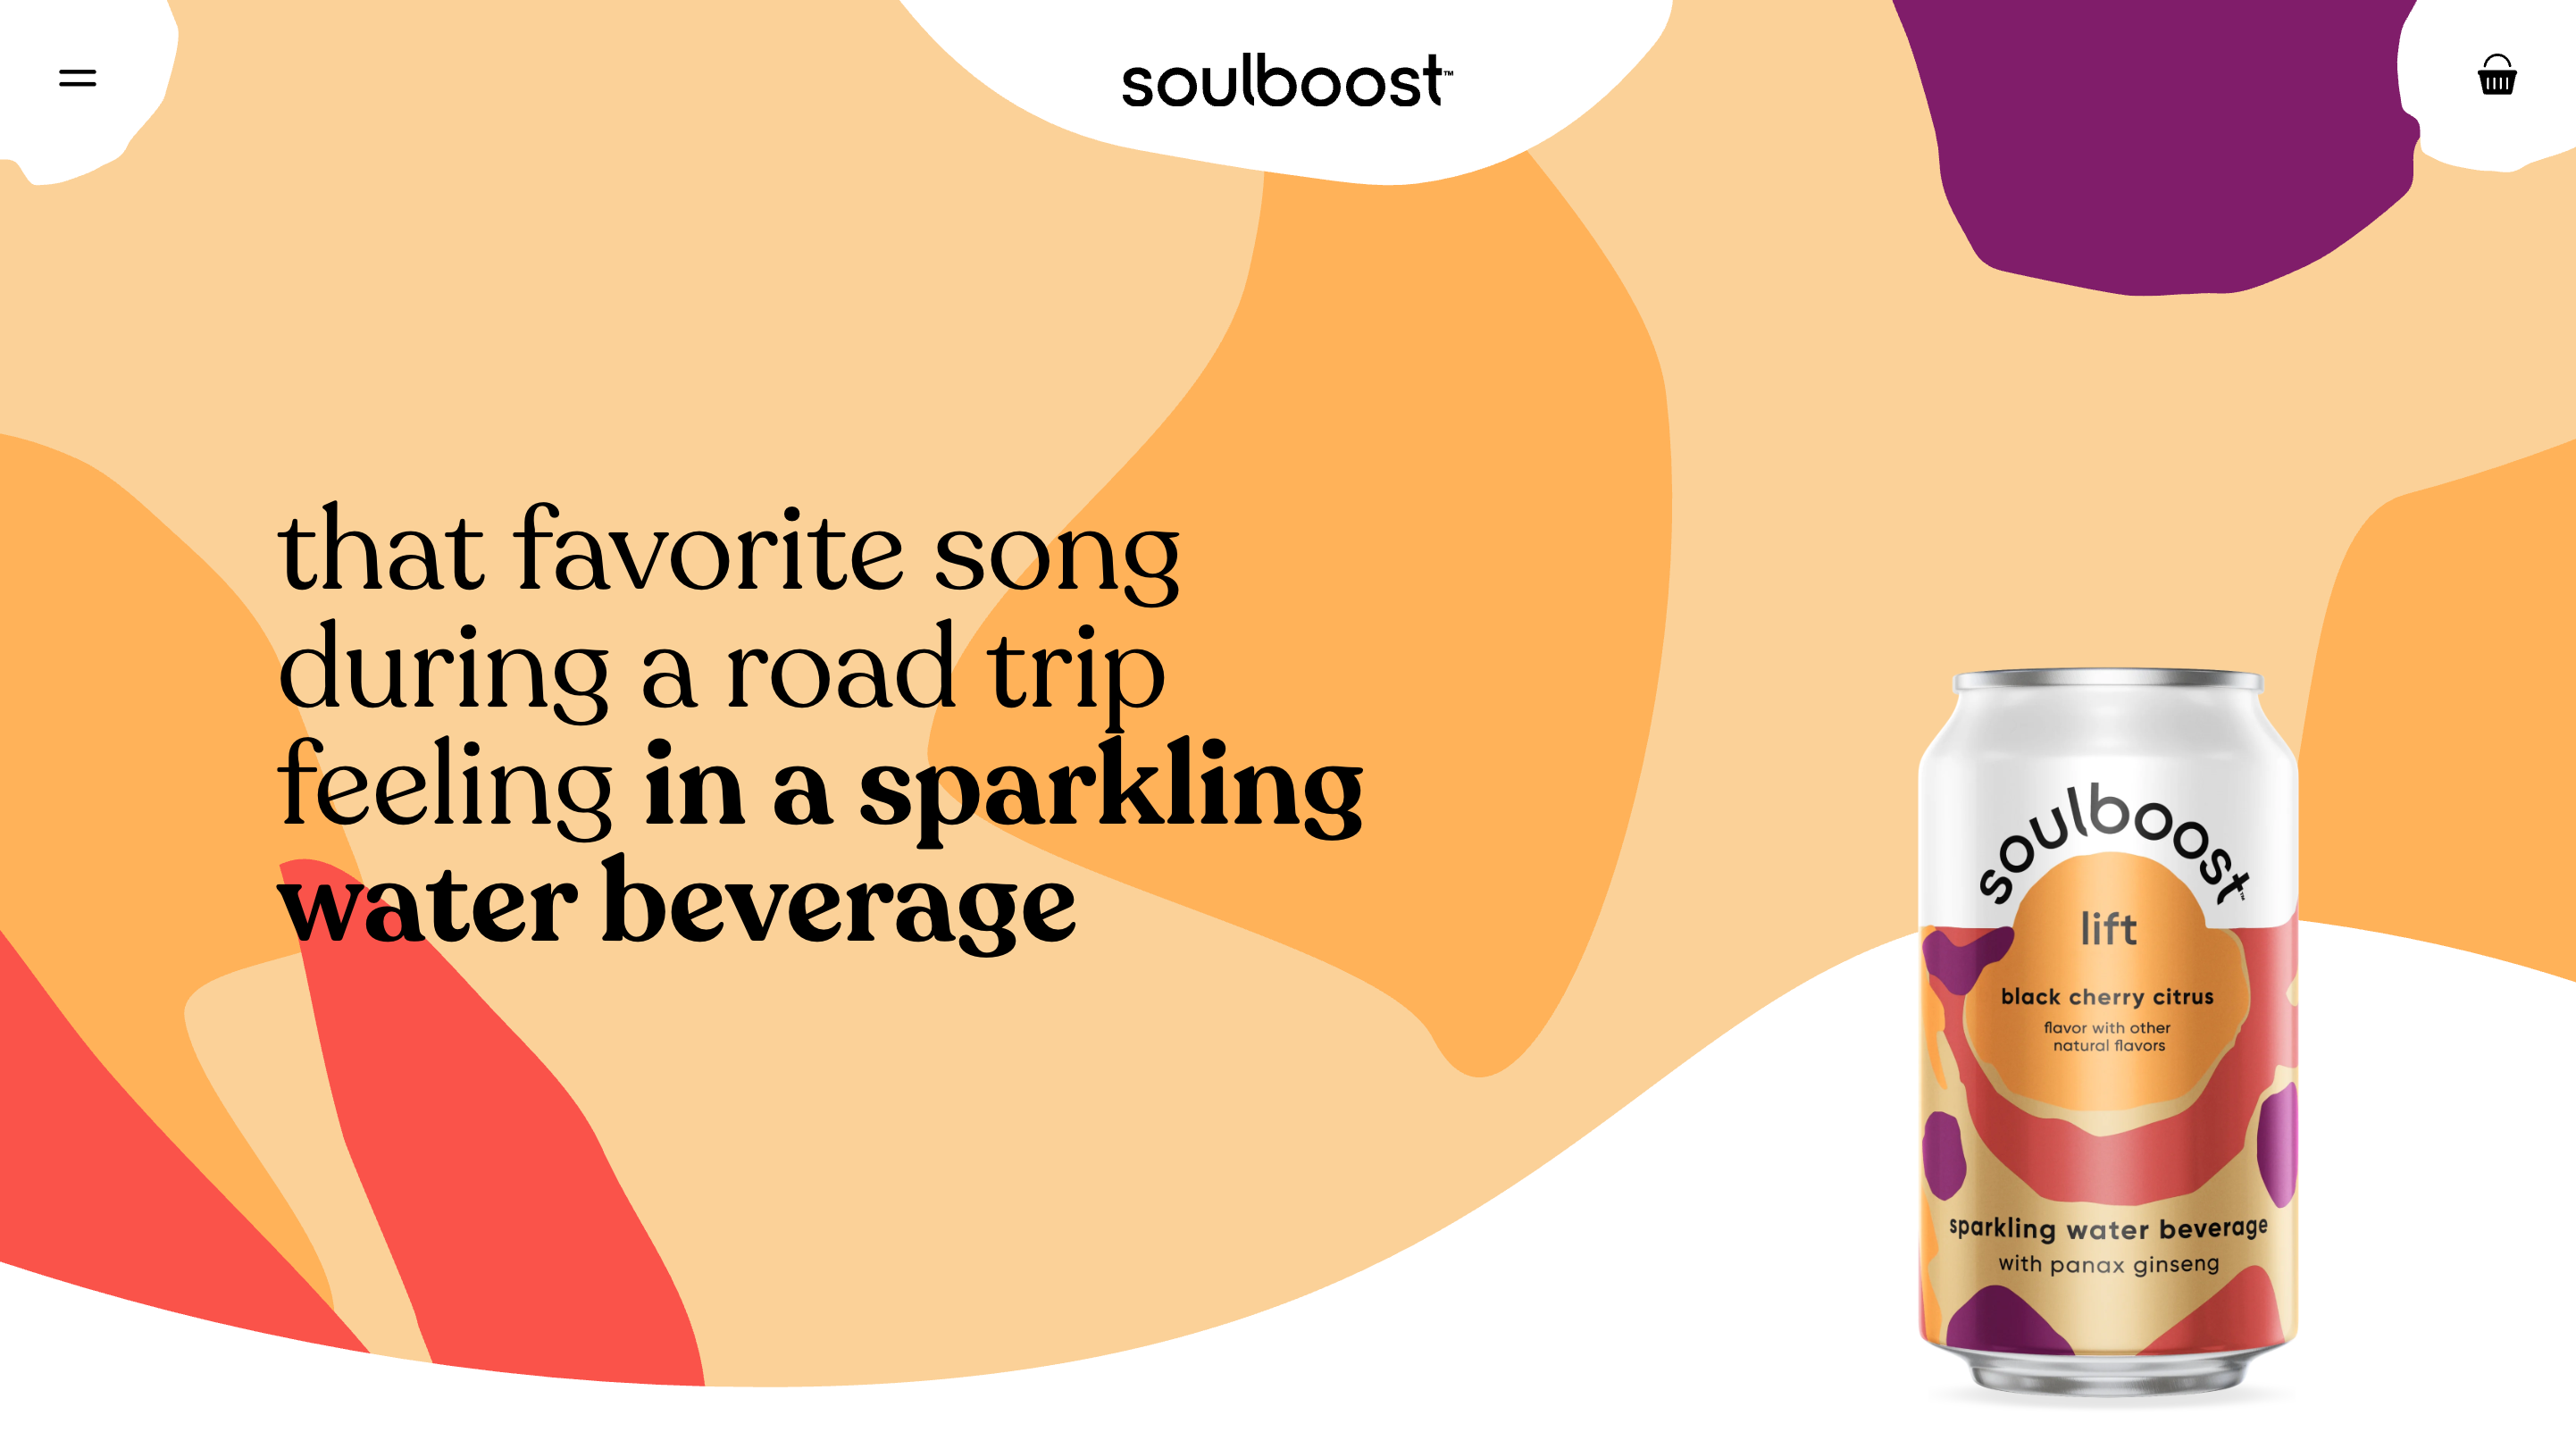 soulboost™
that favorite song
during a road trip
feeling in a sparkling
water beverage
soulboost™
lift
black cherry citrus
flavor with other
natural flavors
sparkling water beverage
with panax ginseng